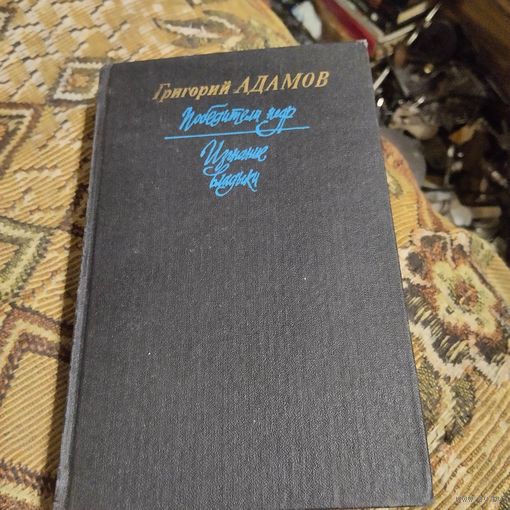 Григорий АДАМОВ
Победители недр
Изгнание
владыки